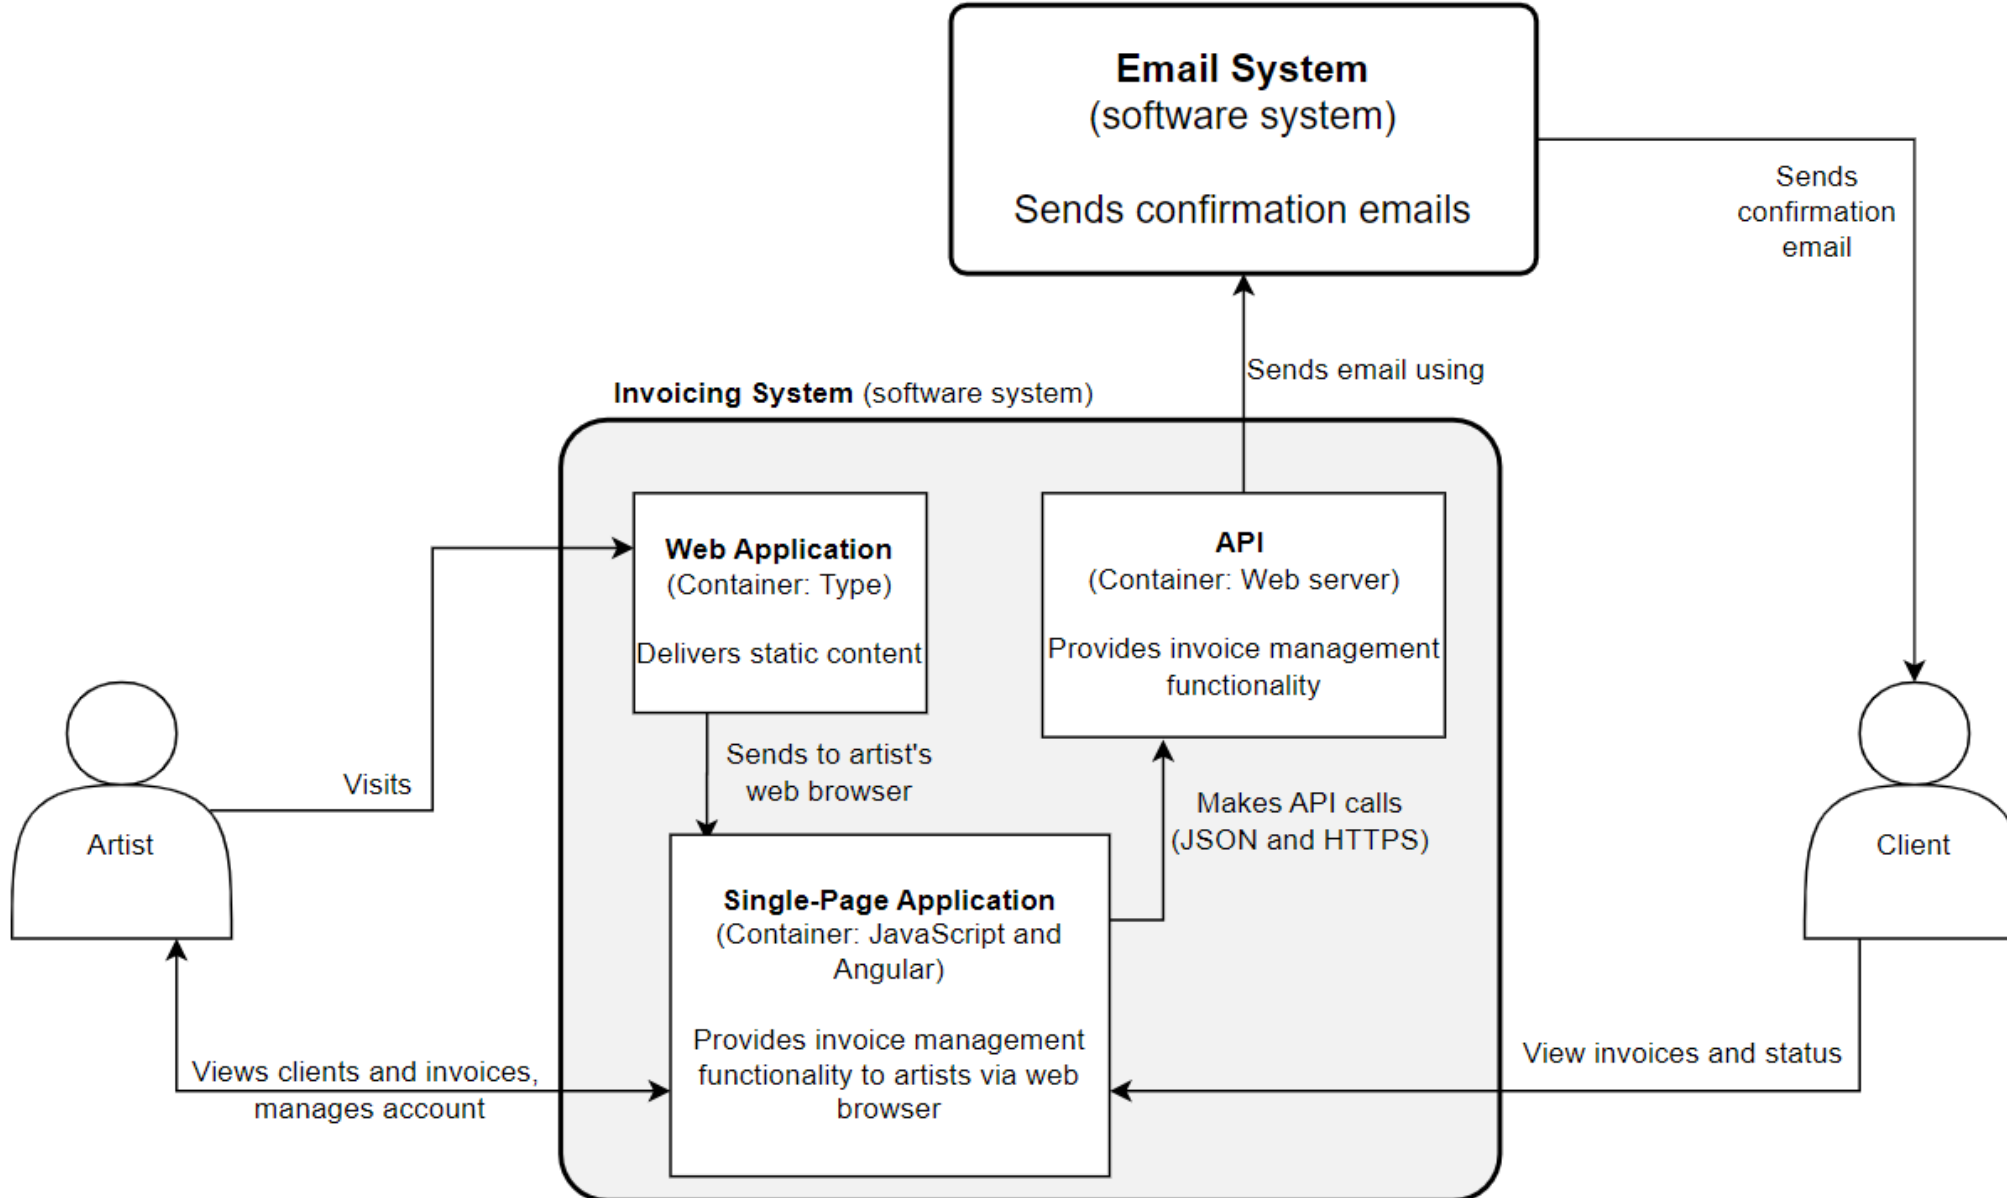 Email System
(software system)
Sends confirmation emails
Sends
confirmation
email
Sends email using
Invoicing System (software system)
Web Application
(Container: Type)
Delivers static content
API
(Container: Web server)
Provides invoice management
functionality
Sends to artist's
web browser
Visits
Makes API calls
(JSON and HTTPS)
Artist
Client
Single-Page Application
(Container: JavaScript and
Angular)
Provides invoice management
functionality to artists via web
browser
Views clients and invoices,
manages account
View invoices and status